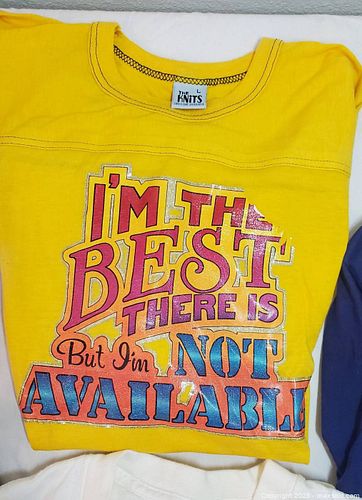 THE
KNITS
L
I'M THE
BEST
THERE IS
But I'm NOT
AVAILABLE